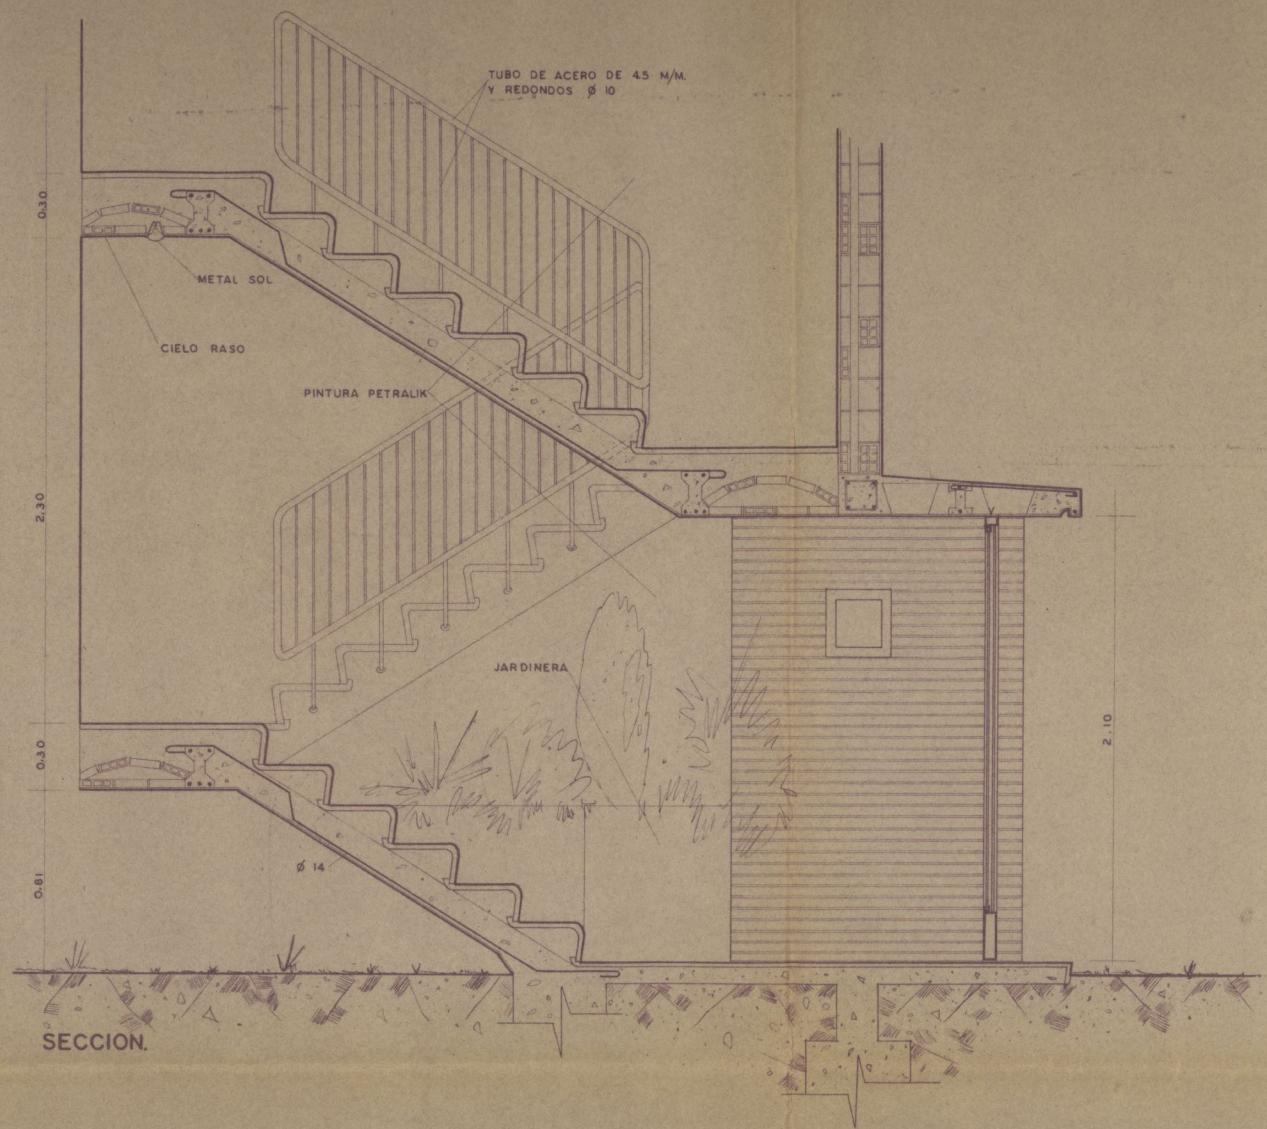 TUBO DE ACERO DE 4.5 M/M.
Y REDONDOS Ø 10
0.30
METAL SOL
CIELO RASO
PINTURA PETRALIK
2.30
JARDINERA
2.10
0.30
Ø 14
0.81
SECCION.